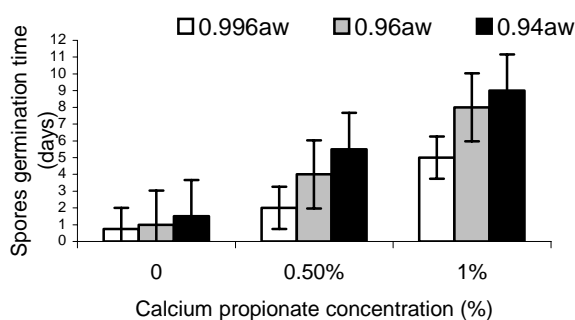 0.996aw 0.96aw 0.94aw
Spores germination time
(days)
12
11
10
9
8
7
6
5
4
3
2
1
0
0 0.50% 1%
Calcium propionate concentration (%)